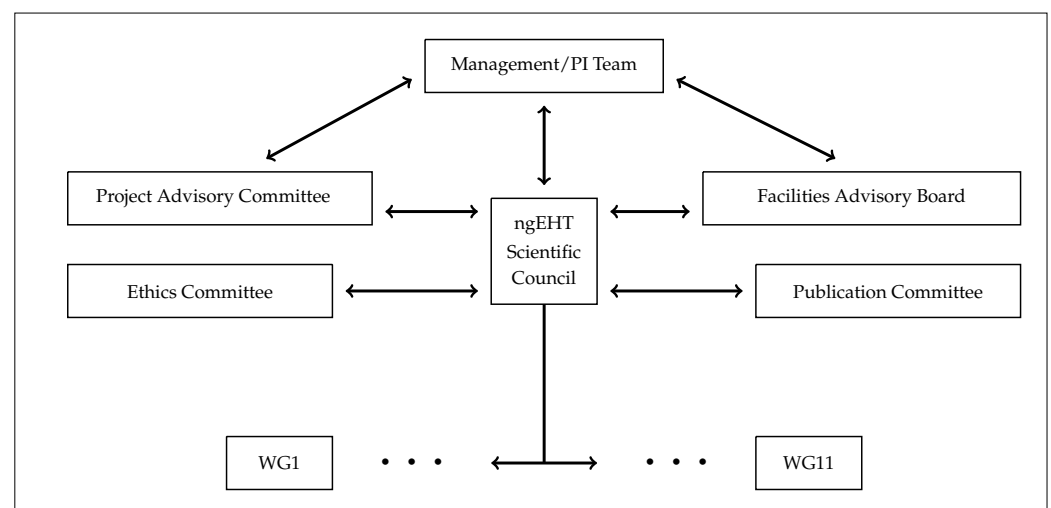 Management/PI Team
Project Advisory Committee
Facilities Advisory Board
ngEHT
Scientific
Council
Ethics Committee
Publication Committee
WG1
• • •
• • •
WG11